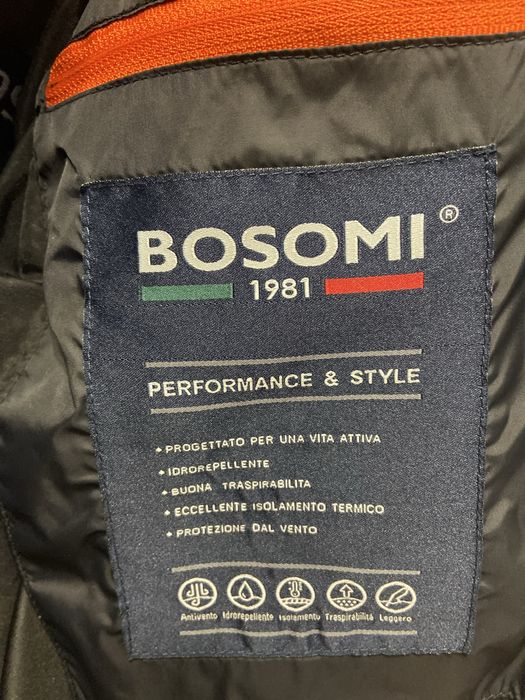 BOSOMI ®
1981
PERFORMANCE & STYLE
+ PROGETTATO PER UNA VITA ATTIVA
+ IDROREPELLENTE
+ BUONA TRASPIRABILITA
+ ECCELLENTE ISOLAMENTO TERMICO
+ PROTEZIONE DAL VENTO
Antivento Idrorepellente Isolamento Traspirabilità Leggero